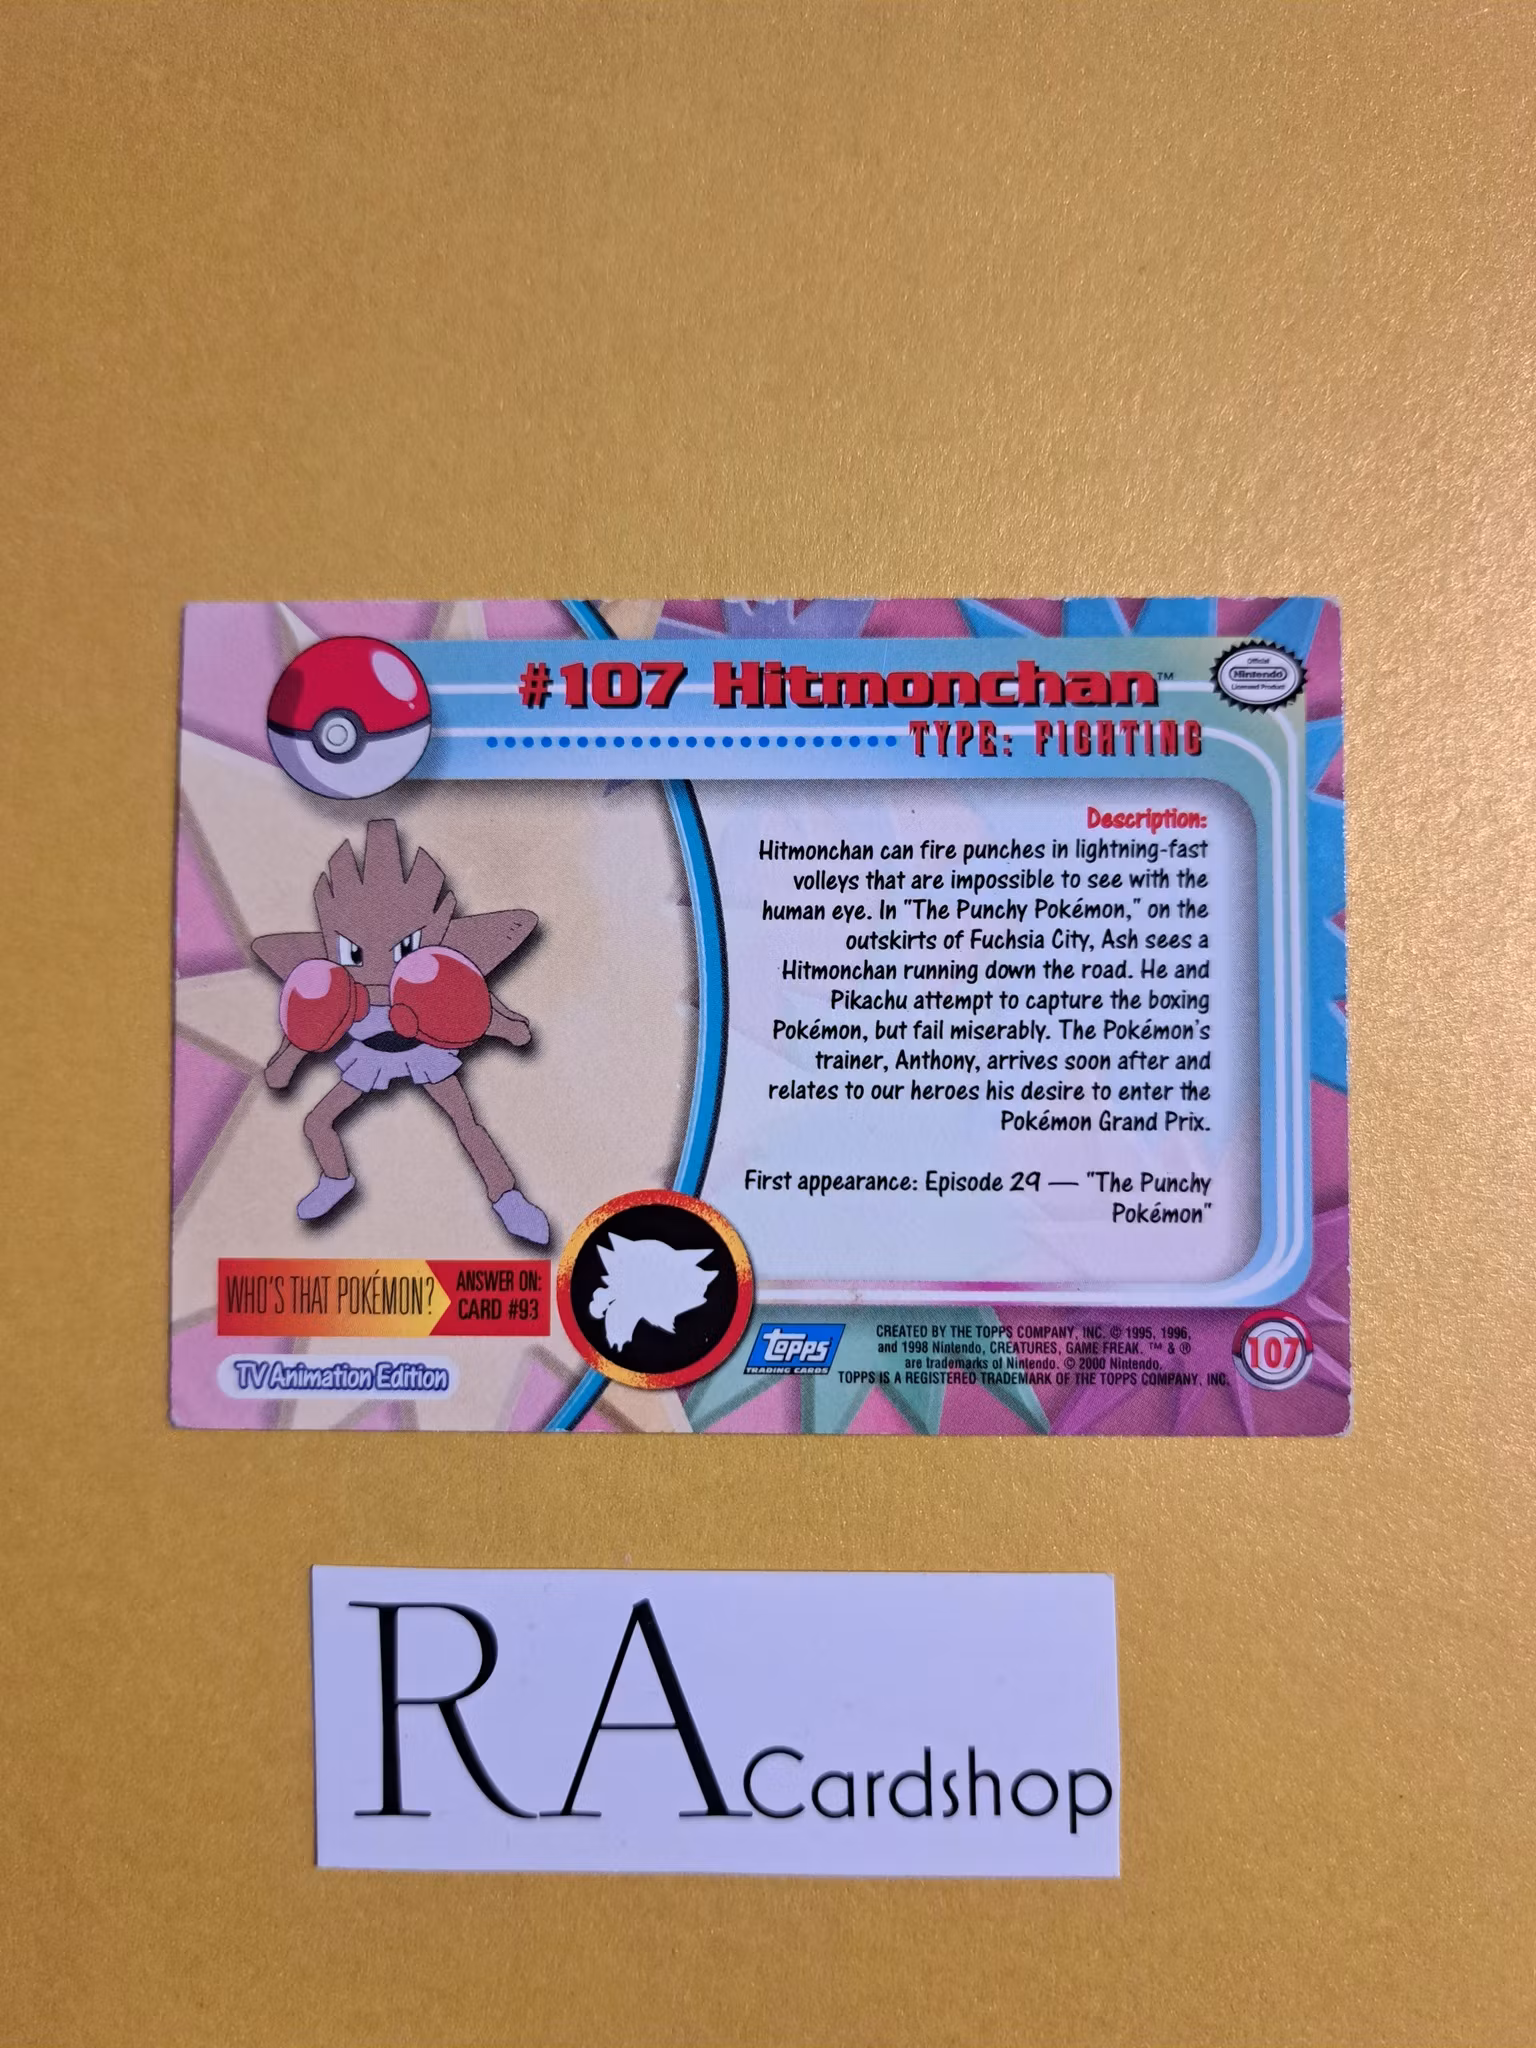 #107 Hitmonchan™
Official
Nintendo
Licensed Product
TYPE: FIGHTING
Description:
Hitmonchan can fire punches in lightning-fast
volleys that are impossible to see with the
human eye. In "The Punchy Pokémon," on the
outskirts of Fuchsia City, Ash sees a
Hitmonchan running down the road. He and
Pikachu attempt to capture the boxing
Pokémon, but fail miserably. The Pokémon's
trainer, Anthony, arrives soon after and
relates to our heroes his desire to enter the
Pokémon Grand Prix.
First appearance: Episode 29 — "The Punchy
Pokémon"
WHO'S THAT POKÉMON?
ANSWER ON:
CARD #93
TV Animation Edition
topps
TRADING CARDS
CREATED BY THE TOPPS COMPANY, INC. © 1995, 1996,
and 1998 Nintendo, CREATURES, GAME FREAK. ™ & ®
are trademarks of Nintendo. © 2000 Nintendo.
TOPPS IS A REGISTERED TRADEMARK OF THE TOPPS COMPANY, INC.
107
RA Cardshop